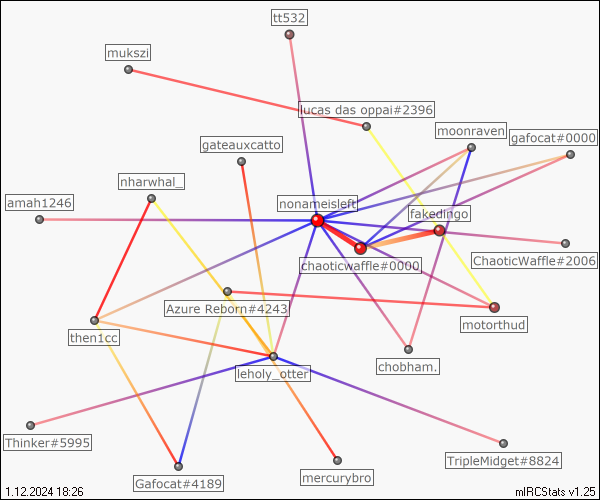 tt532
mukszi
lucas das oppai#2396
moonraven
gafocat#0000
gateauxcatto
nharwhal_
amah1246
nonameisleft
fakedingo
ChaoticWaffle#2006
chaoticwaffle#0000
Azure Reborn#4243
motorthud
then1cc
chobham.
leholy_otter
Thinker#5995
TripleMidget#8824
Gafocat#4189
mercurybro
1.12.2024 18:26
mIRCStats v1.25